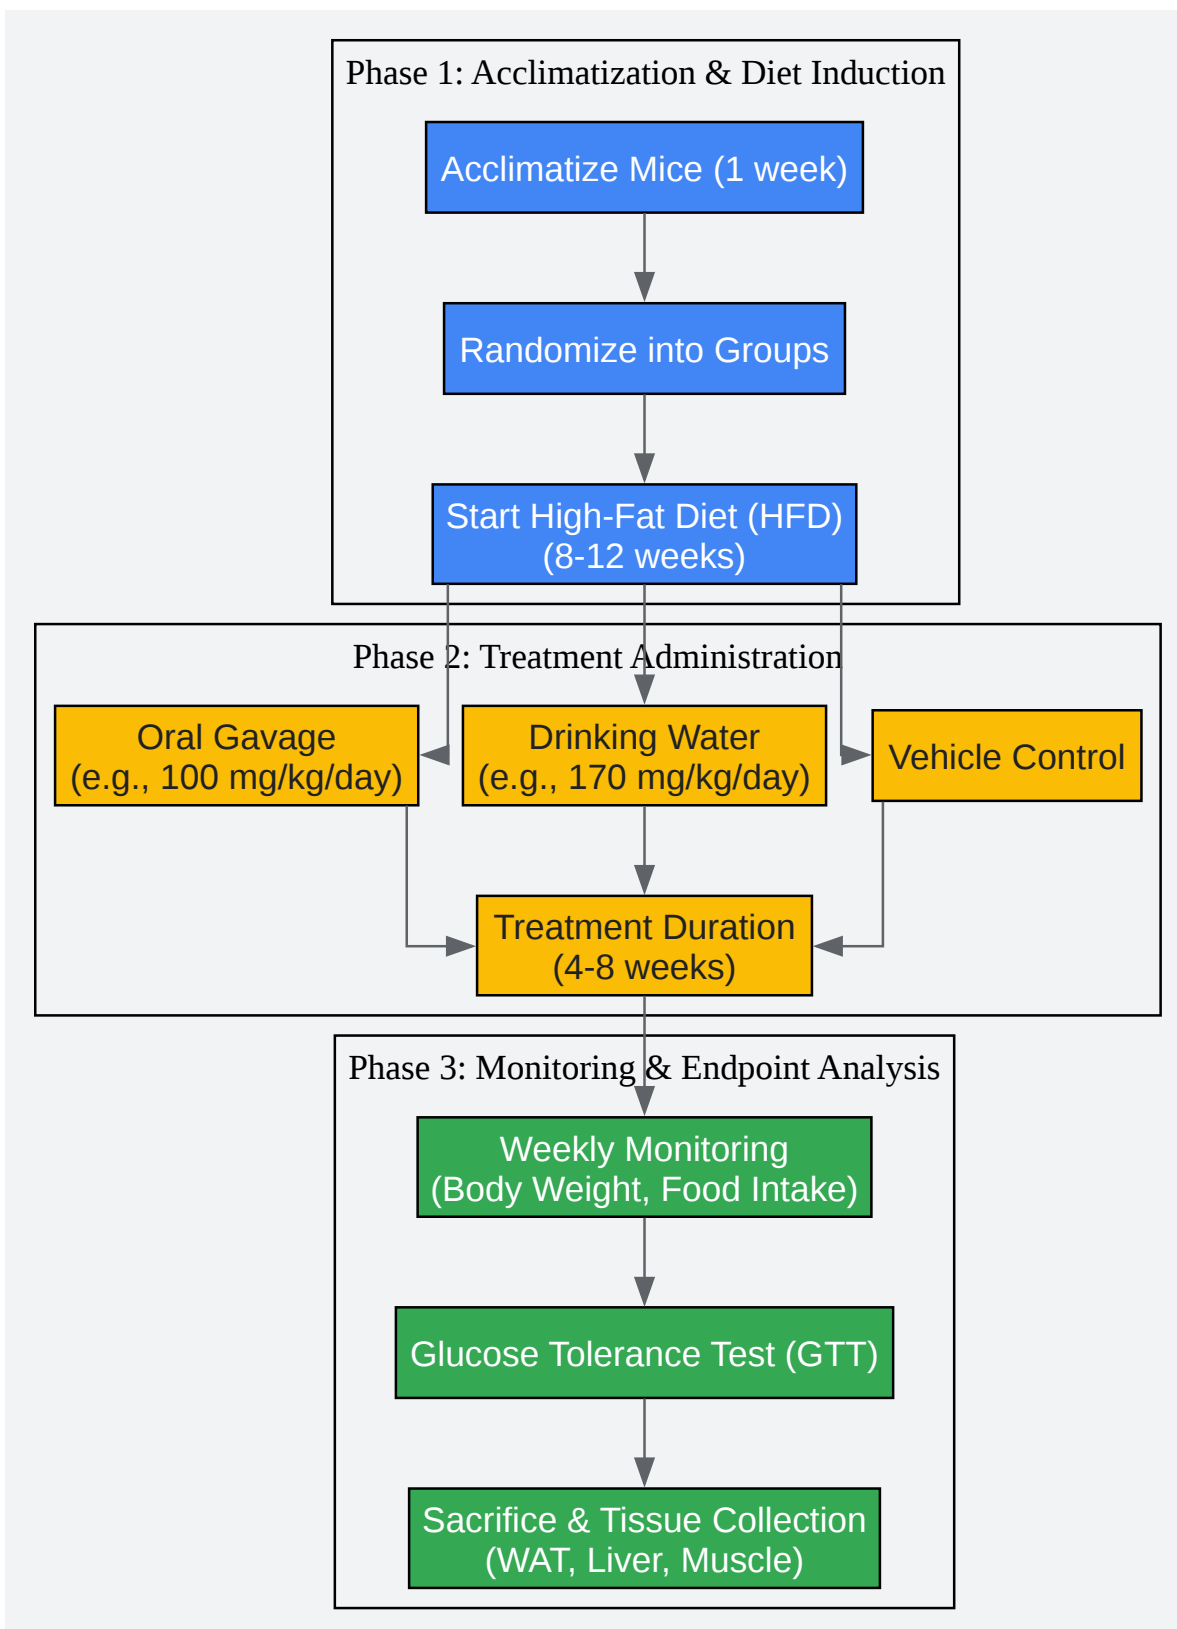 Phase 1: Acclimatization & Diet Induction
Acclimatize Mice (1 week)
Randomize into Groups
Start High-Fat Diet (HFD)
(8-12 weeks)
Phase 2: Treatment Administration
Oral Gavage
(e.g., 100 mg/kg/day)
Drinking Water
(e.g., 170 mg/kg/day)
Vehicle Control
Treatment Duration
(4-8 weeks)
Phase 3: Monitoring & Endpoint Analysis
Weekly Monitoring
(Body Weight, Food Intake)
Glucose Tolerance Test (GTT)
Sacrifice & Tissue Collection
(WAT, Liver, Muscle)